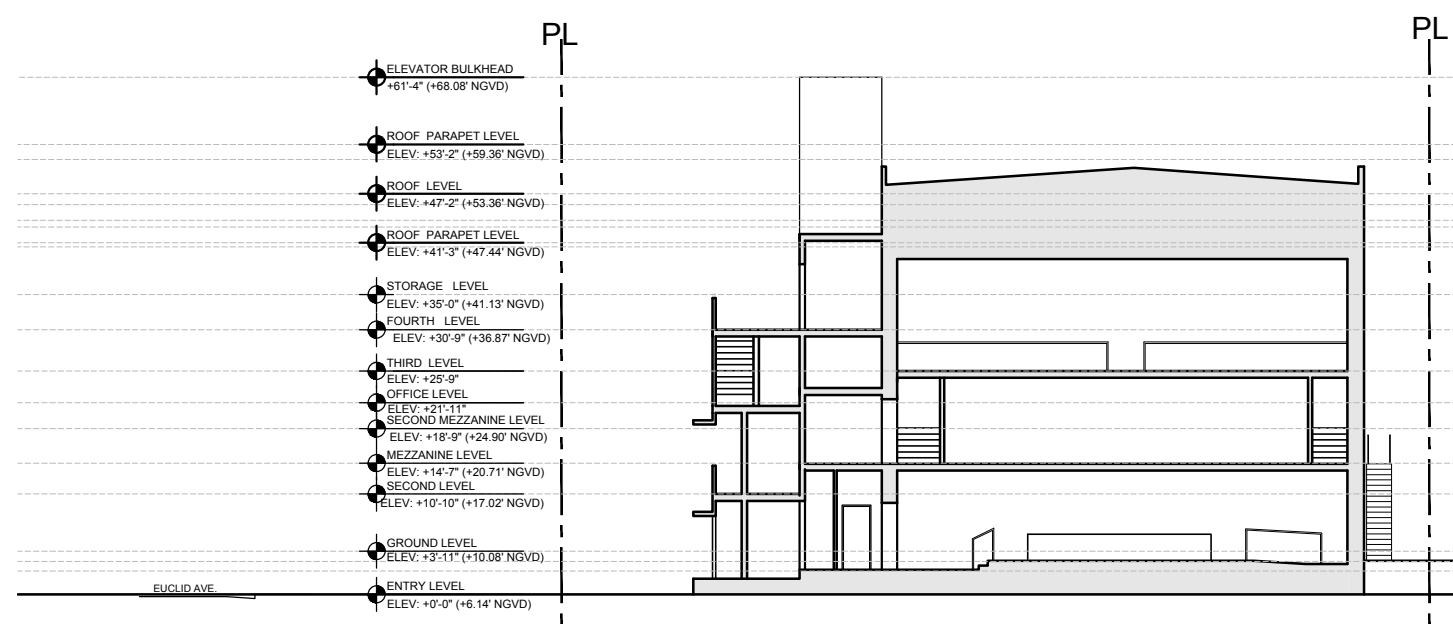 PL
PL
ELEVATOR BULKHEAD
+61'-4" (+68.08' NGVD)
ROOF PARAPET LEVEL
ELEV: +53'-2" (+59.36' NGVD)
ROOF LEVEL
ELEV: +47'-2" (+53.36' NGVD)
ROOF PARAPET LEVEL
ELEV: +41'-3" (+47.44' NGVD)
STORAGE LEVEL
ELEV: +35'-0" (+41.13' NGVD)
FOURTH LEVEL
ELEV: +30'-9" (+36.87' NGVD)
THIRD LEVEL
ELEV: +25'-9"
OFFICE LEVEL
ELEV: +21'-11"
SECOND MEZZANINE LEVEL
ELEV: +18'-9" (+24.90' NGVD)
MEZZANINE LEVEL
ELEV: +14'-7" (+20.71' NGVD)
SECOND LEVEL
ELEV: +10'-10" (+17.02' NGVD)
GROUND LEVEL
ELEV: +3'-11" (+10.08' NGVD)
EUCLID AVE.
ENTRY LEVEL
ELEV: +0'-0" (+6.14' NGVD)